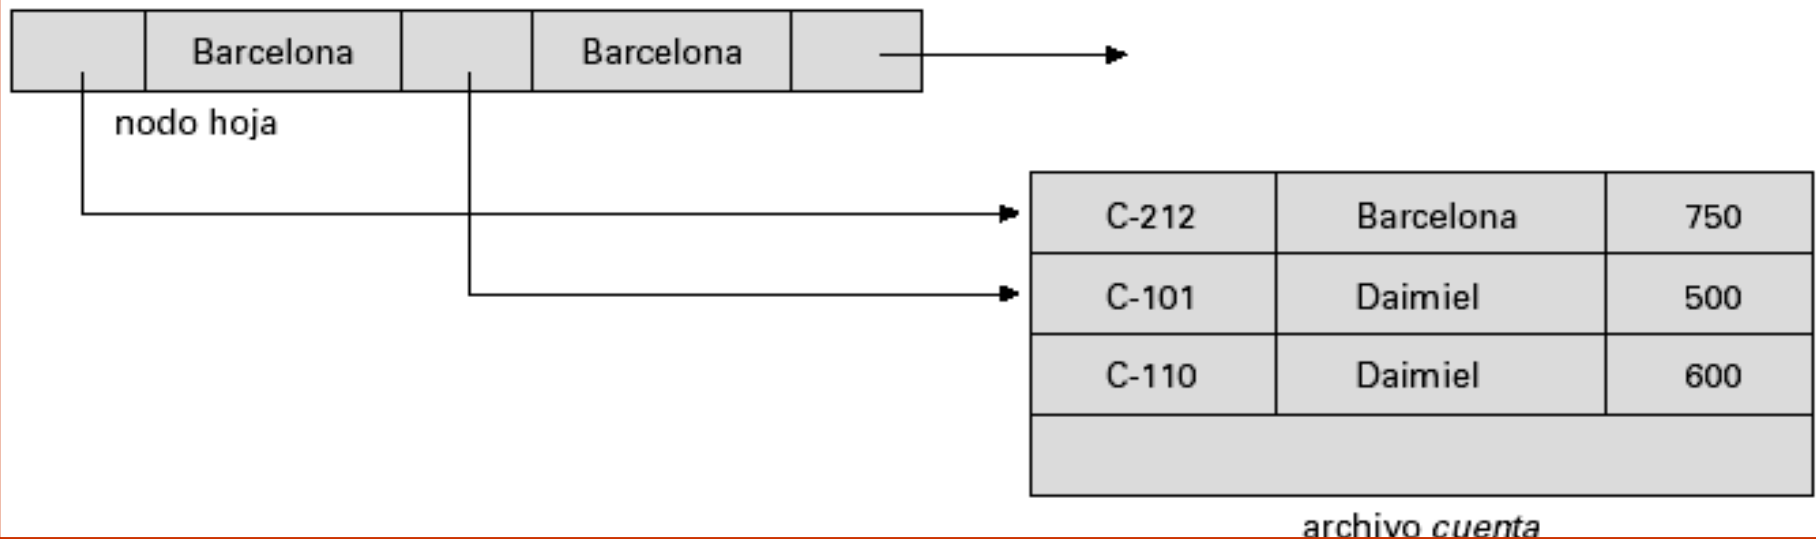 Barcelona Barcelona
nodo hoja
C-212 Barcelona 750
C-101 Daimiel 500
C-110 Daimiel 600
archivo cuenta